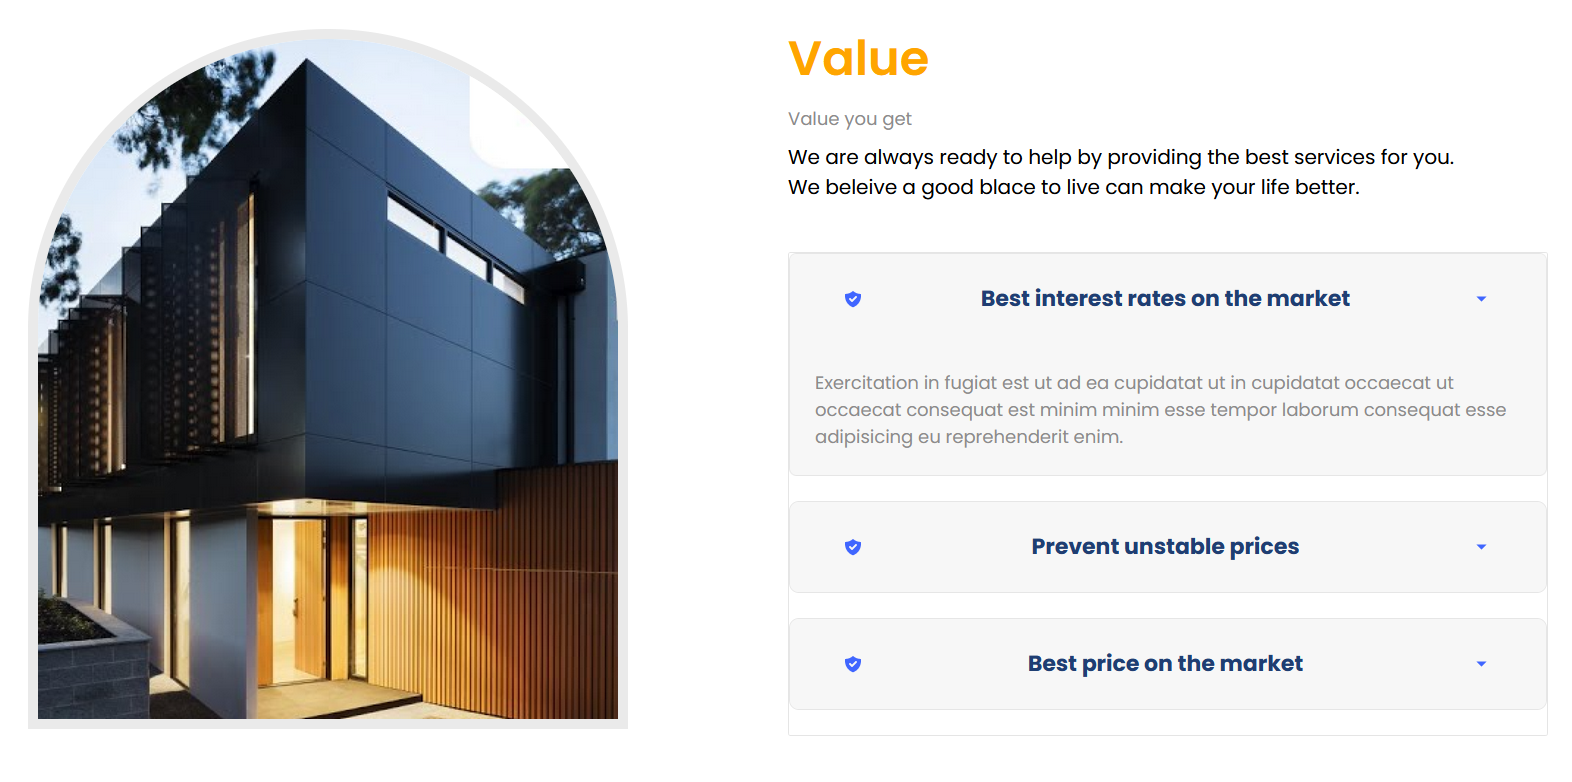 Value
Value you get
We are always ready to help by providing the best services for you.
We beleive a good blace to live can make your life better.
Best interest rates on the market
Exercitation in fugiat est ut ad ea cupidatat ut in cupidatat occaecat ut
occaecat consequat est minim minim esse tempor laborum consequat esse
adipisicing eu reprehenderit enim.
Prevent unstable prices
Best price on the market